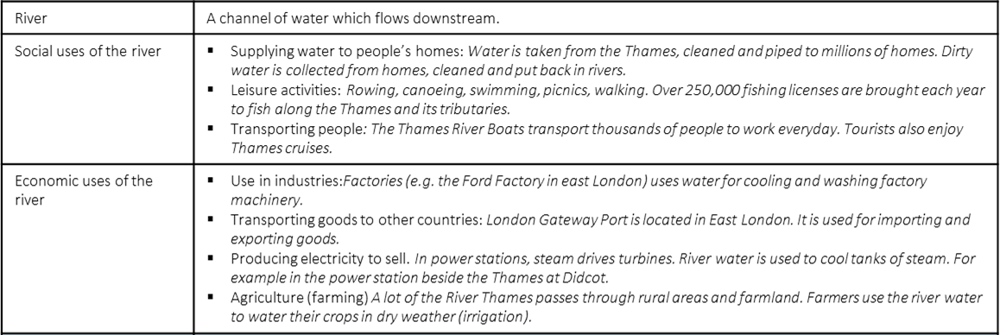 River
A channel of water which flows downstream.
Social uses of the river
▪ Supplying water to people's homes: Water is taken from the Thames, cleaned and piped to millions of homes. Dirty
water is collected from homes, cleaned and put back in rivers.
▪ Leisure activities: Rowing, canoeing, swimming, picnics, walking. Over 250,000 fishing licenses are brought each year
to fish along the Thames and its tributaries.
▪ Transporting people: The Thames River Boats transport thousands of people to work everyday. Tourists also enjoy
Thames cruises.
Economic uses of the
river
▪ Use in industries:Factories (e.g. the Ford Factory in east London) uses water for cooling and washing factory
machinery.
▪ Transporting goods to other countries: London Gateway Port is located in East London. It is used for importing and
exporting goods.
▪ Producing electricity to sell. In power stations, steam drives turbines. River water is used to cool tanks of steam. For
example in the power station beside the Thames at Didcot.
▪ Agriculture (farming) A lot of the River Thames passes through rural areas and farmland. Farmers use the river water
to water their crops in dry weather (irrigation).